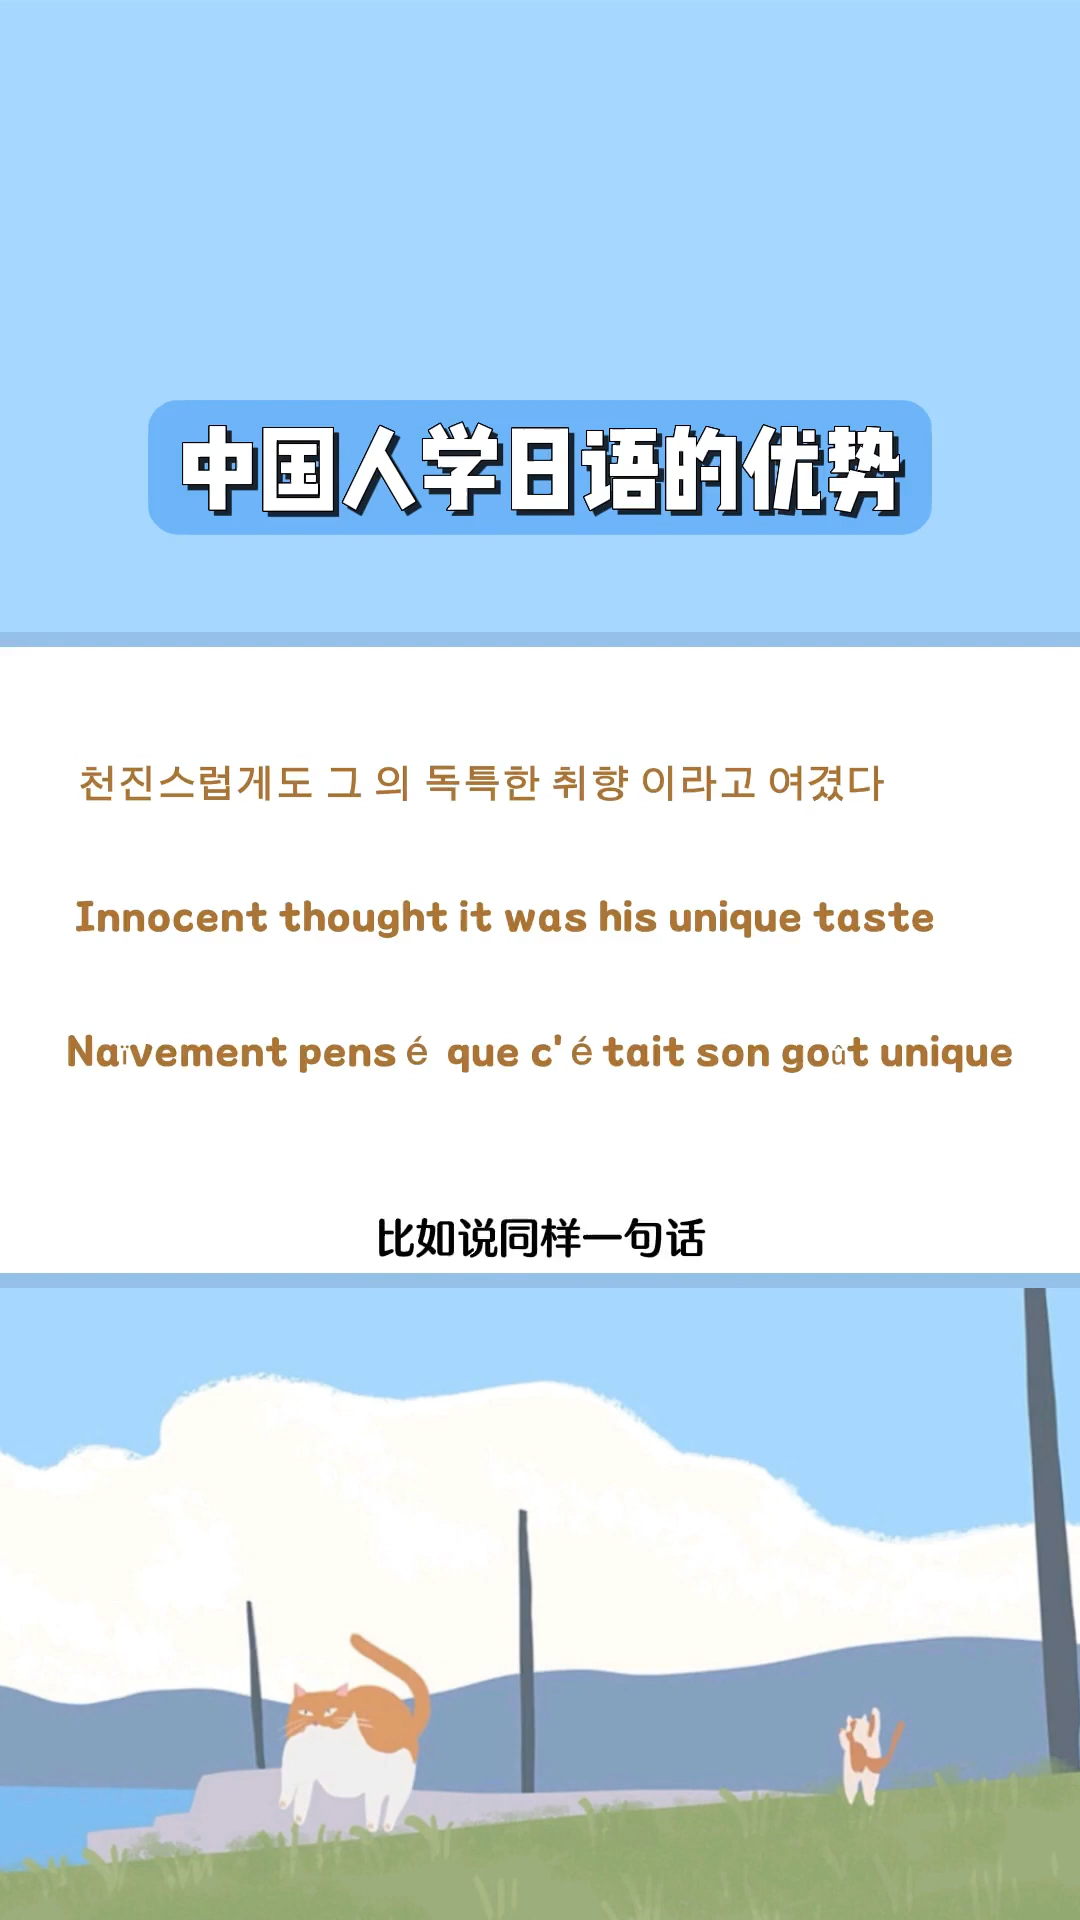 中国人学日语的优势
천진스럽게도 그 의 독특한 취향 이라고 여겼다
Innocent thought it was his unique taste
Naïvement pensé que c'était son goût unique
比如说同样一句话